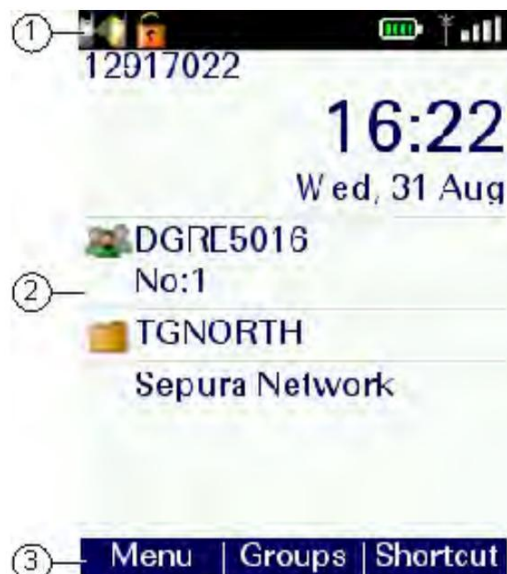 1
12917022
16:22
Wed, 31 Aug
DGRE5016
No:1
2
TGNORTH
Sepura Network
3
Menu | Groups | Shortcut